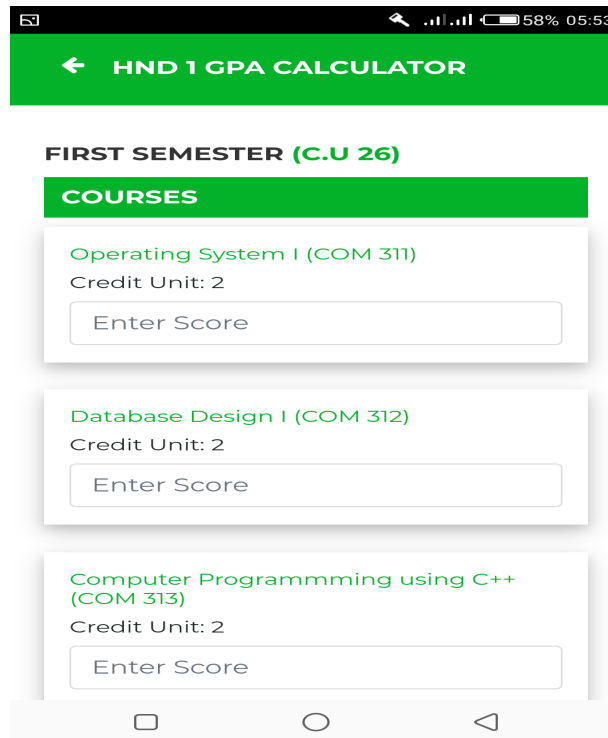 58% 05:53
HND 1 GPA CALCULATOR
FIRST SEMESTER (C.U 26)
COURSES
Operating System I (COM 311)
Credit Unit: 2
Enter Score
Database Design I (COM 312)
Credit Unit: 2
Enter Score
Computer Programmming using C++
(COM 313)
Credit Unit: 2
Enter Score